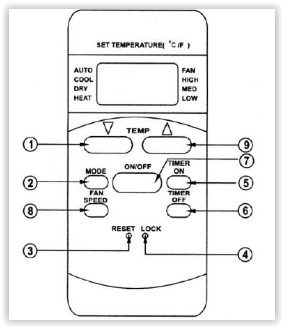 SET TEMPERATURE( °C/F )
AUTO FAN
COOL HIGH
DRY MED
HEAT LOW
TEMP
1 9
ON/OFF 7
MODE TIMER ON
2 5
FAN SPEED TIMER OFF
8 6
RESET LOCK
3 4